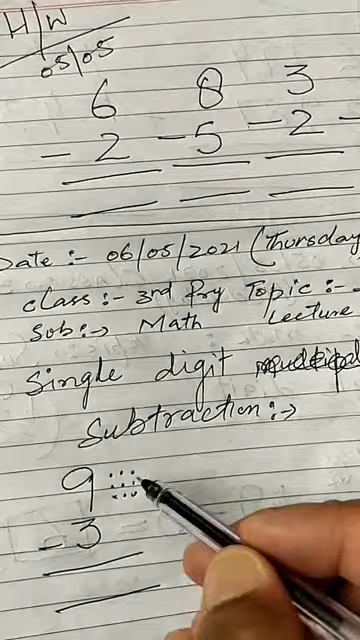 H/W
05/05
6 8 3
- 2 - 5 - 2 -
Date :- 06/05/2021 (Thursday
Class :- 3rd Pry Topic :-
Sub :-> Math Lecture
Single digit
Subtraction :->
9
- 3